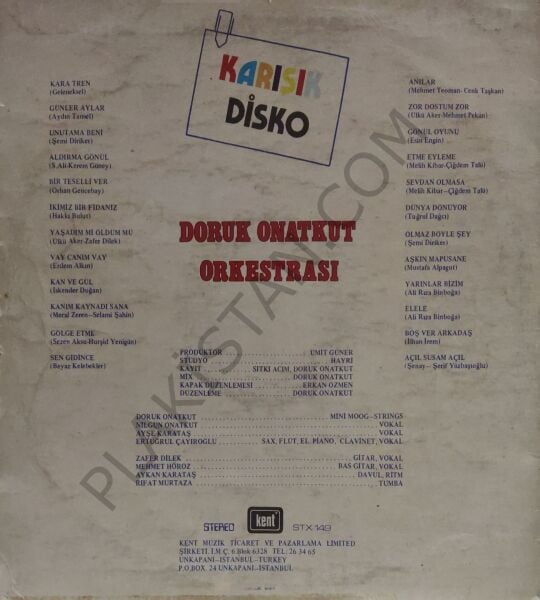 KARIŞIK
DİSKO
KARA TREN
(Geleneksel)
GÜNLER AYLAR
(Aydın Tansel)
UNUTAMA BENİ
(Şemi Diriker)
ALDIRMA GÖNÜL
(S.Ali-Kerem Güney)
BİR TESELLİ VER
(Orhan Gencebay)
İKİMİZ BİR FİDANIZ
(Hakkı Bulut)
YAŞADIM MI ÖLDÜM MÜ
(Ülkü Aker-Zafer Dilek)
VAY CANIM VAY
(Erdem Alkın)
KAN VE GÜL
(İskender Doğan)
KANIM KAYNADI SANA
(Meral Zeren-Selami Şahin)
GÖLGE ETME
(Sezen Aksu-Hurşid Yenigün)
SEN GİDİNCE
(Beyaz Kelebekler)
ANILAR
(Mehmet Yeoman- Cenk Taşkan)
ZOR DOSTUM ZOR
(Ülkü Aker-Mehmet Pekün)
GÖNÜL OYUNU
(Esin Engin)
ETME EYLEME
(Melih Kibar-Çiğdem Talu)
SEVDAN OLMASA
(Melih Kibar-Çiğdem Talu)
DÜNYA DÖNÜYOR
(Tuğrul Dağcı)
OLMAZ BÖYLE ŞEY
(Şemi Diriker)
AŞKIN MAPUSANE
(Mustafa Alpagut)
YARINLAR BİZİM
(Ali Rıza Binboğa)
ELELE
(Ali Rıza Binboğa)
BOŞ VER ARKADAŞ
(İlhan İrem)
AÇIL SUSAM AÇIL
(Şenay- Şerif Yüzbaşıoğlu)
DORUK ONATKUT
ORKESTRASI
PRODÜKTÖR ÜMİT GÜNER
STÜDYO HAYRİ
KAYIT SITKI ACIM, DORUK ONATKUT
MİX DORUK ONATKUT
KAPAK DÜZENLEMESİ ERKAN ÖZMEN
DÜZENLEME DORUK ONATKUT
DORUK ONATKUT MİNİ MOOG-STRINGS
NİLGÜN ONATKUT VOKAL
AYŞE KARATAŞ VOKAL
ERTUĞRUL ÇAYIROĞLU SAX, FLÜT, EL PİANO, CLAVİNET, VOKAL
ZAFER DİLEK GİTAR, VOKAL
MEHMET HOROZ BAS GİTAR, VOKAL
AYKAN KARATAŞ DAVUL, RİTM
RIFAT MURTAZA TUMBA
STEREO kent STX 149
KENT MÜZİK TİCARET VE PAZARLAMA LIMITED
ŞİRKETİ. İ.M.Ç. 6 Blok 6328 TEL. 26 34 65
UNKAPANI-ISTANBUL-TURKEY
P.O BOX. 24 UNKAPANI-ISTANBUL
PLAKISTAN.COM